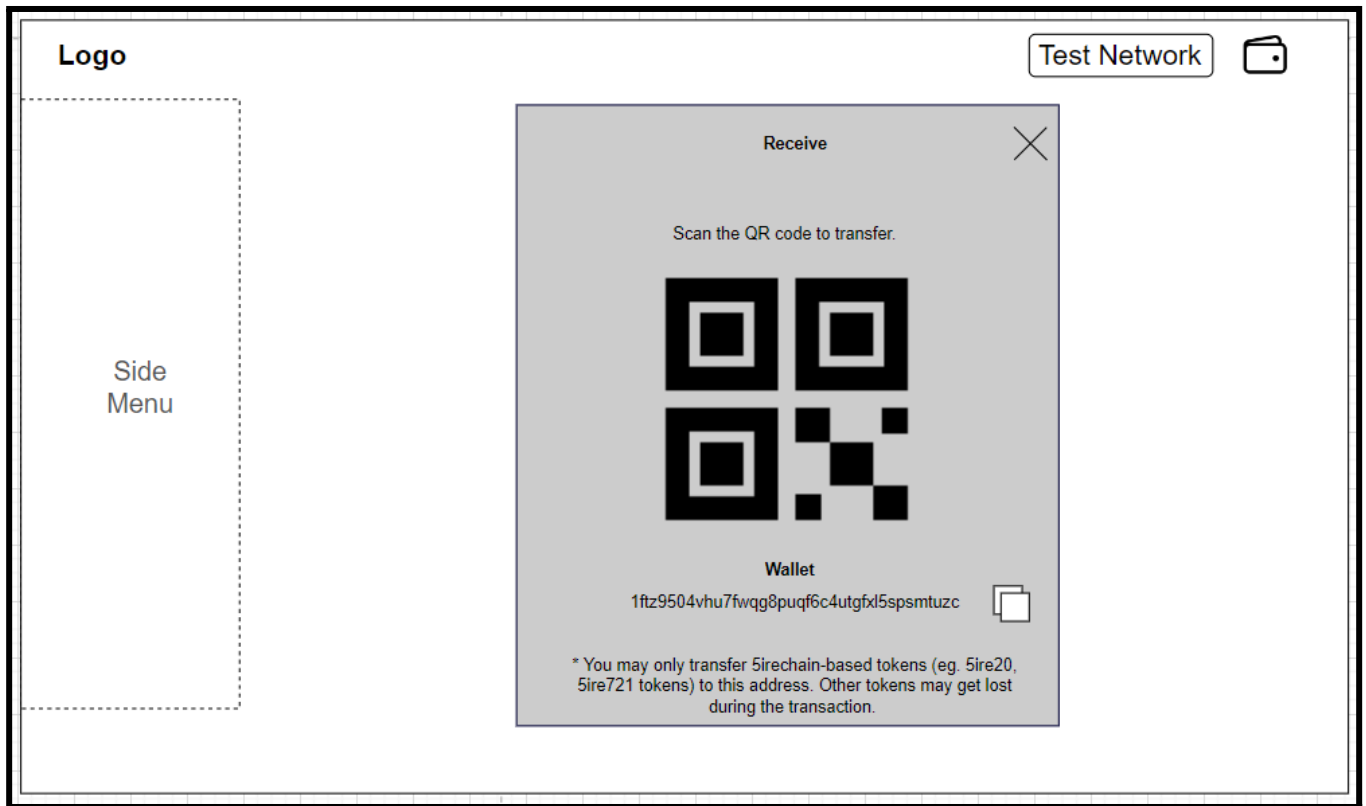 Logo
Test Network
Receive
Scan the QR code to transfer.
Side
Menu
Wallet
1ftz9504vhu7fwqg8puqf6c4utgfxl5spsmtuzc
* You may only transfer 5irechain-based tokens (eg. 5ire20,
5ire721 tokens) to this address. Other tokens may get lost
during the transaction.